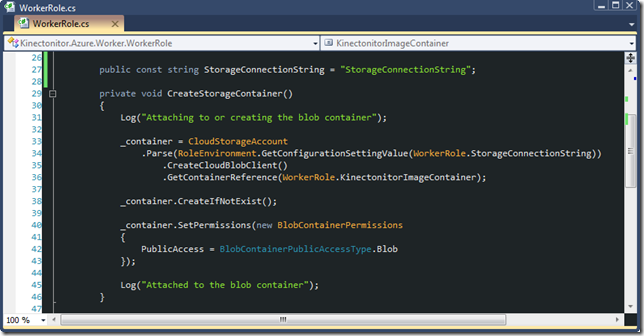 WorkerRole.cs
WorkerRole.cs
Kinectonitor.Azure.Worker.WorkerRole
KinectonitorImageContainer
26
27 public const string StorageConnectionString = "StorageConnectionString";
28
29 private void CreateStorageContainer()
30 {
31 Log("Attaching to or creating the blob container");
32
33 _container = CloudStorageAccount
34 .Parse(RoleEnvironment.GetConfigurationSettingValue(WorkerRole.StorageConnectionString))
35 .CreateCloudBlobClient()
36 .GetContainerReference(WorkerRole.KinectonitorImageContainer);
37
38 _container.CreateIfNotExist();
39
40 _container.SetPermissions(new BlobContainerPermissions
41 {
42 PublicAccess = BlobContainerPublicAccessType.Blob
43 });
44
45 Log("Attached to the blob container");
46 }
47
100 %